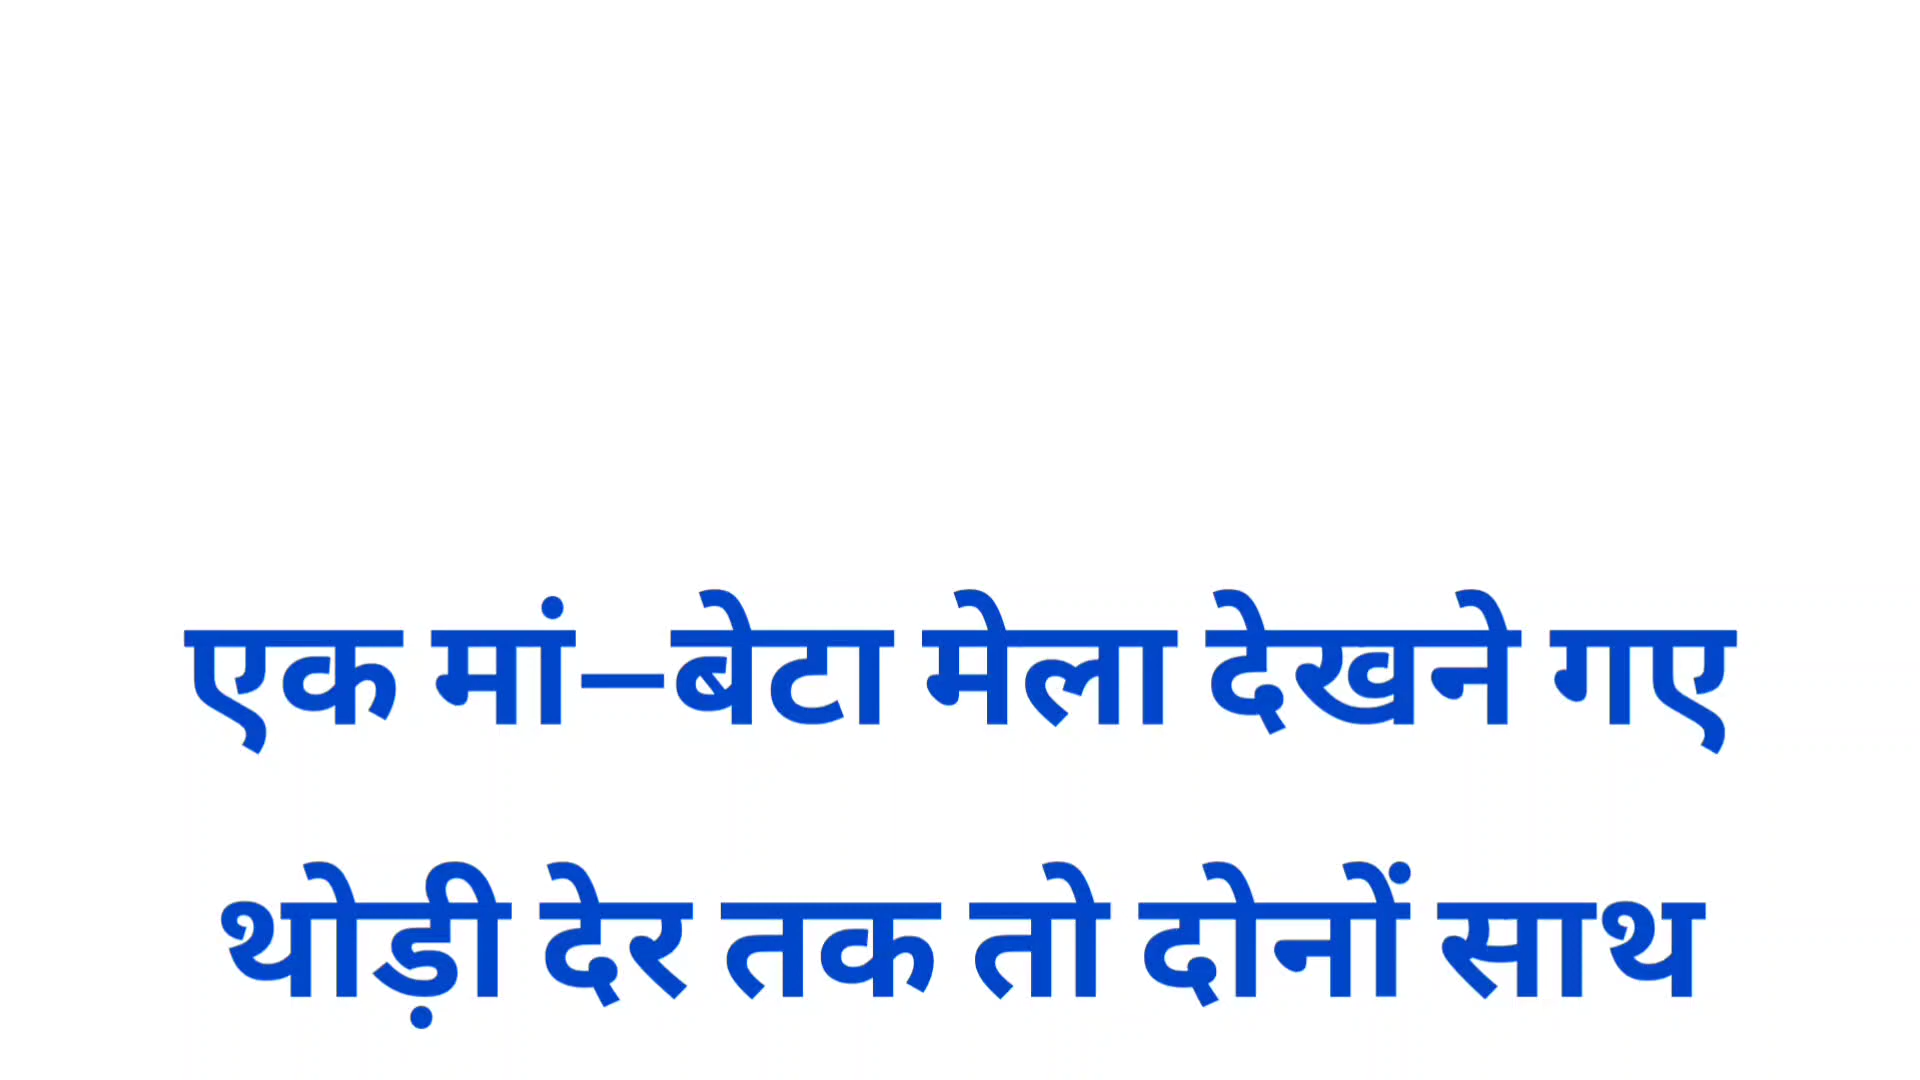 एक मां–बेटा मेला देखने गए
थोड़ी देर तक तो दोनों साथ